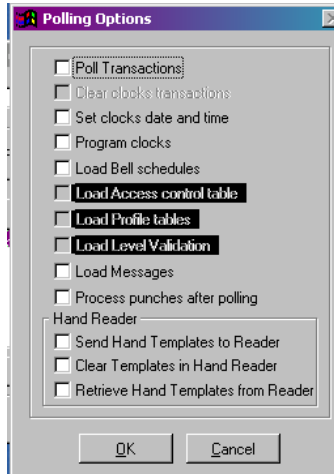 Polling Options
Poll Transactions
Clear clocks transactions
Set clocks date and time
Program clocks
Load Bell schedules
Load Access control table
Load Profile tables
Load Level Validation
Load Messages
Process punches after polling
Hand Reader
Send Hand Templates to Reader
Clear Templates in Hand Reader
Retrieve Hand Templates from Reader
OK Cancel